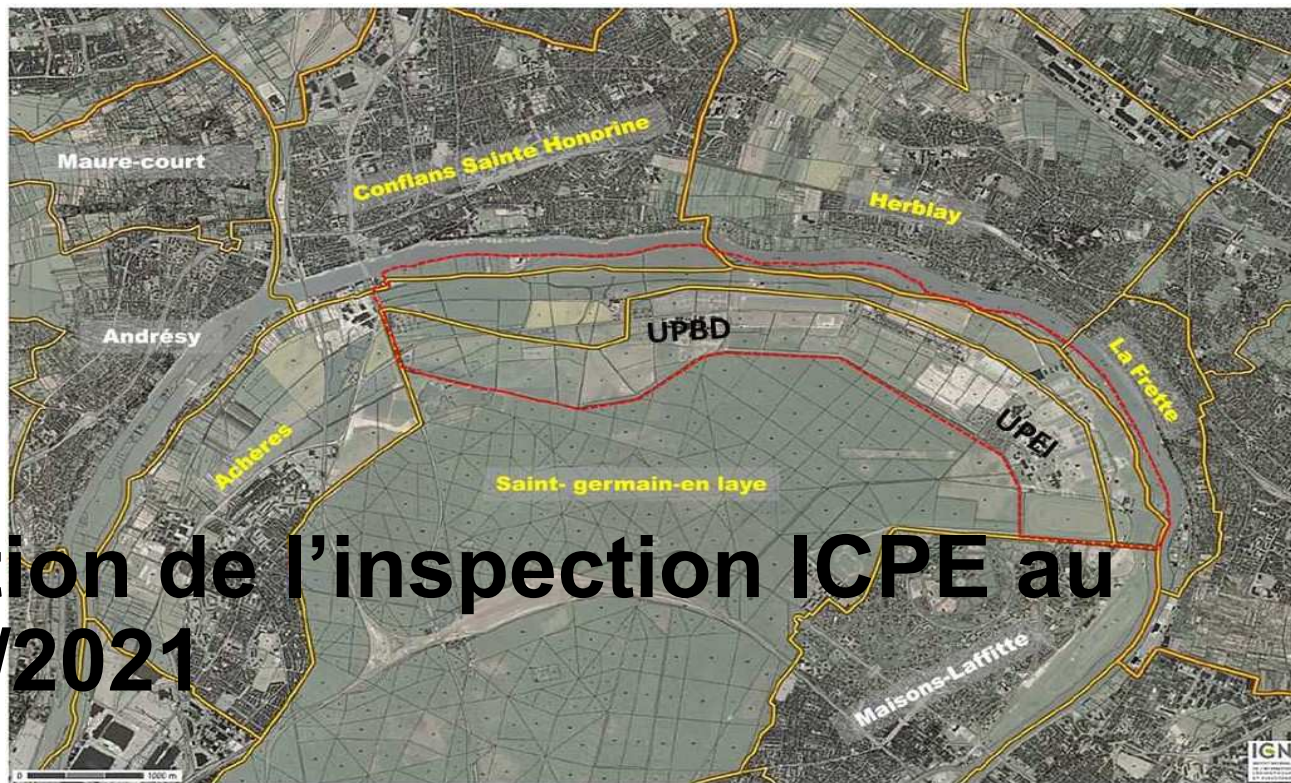 Maure-court
Conflans Sainte Honorine
Herblay
Andrésy
UPBD
La Frette
UPEI
Achères
Saint- germain-en laye
tion de l’inspection ICPE au
/2021
Maisons-Laffitte
0 1000 m
IGN